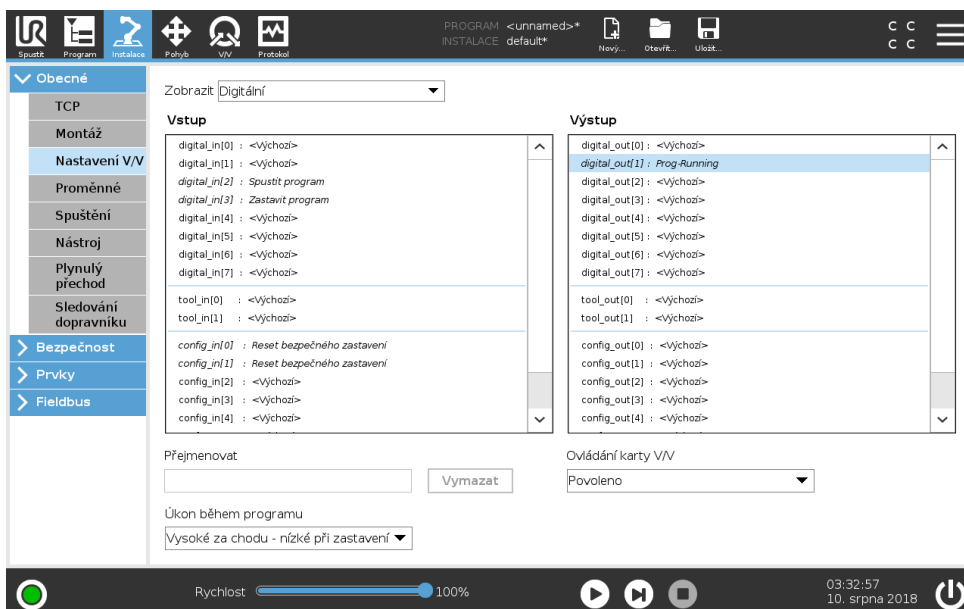 PROGRAM <unnamed>*
INSTALACE default*
C C
C C
Spustit Program Instalace Pohyb V/V Protokol Nový... Otevřít... Uložit...
Obecné
TCP
Montáž
Nastavení V/V
Proměnné
Spuštění
Nástroj
Plynulý
přechod
Sledování
dopravníku
Bezpečnost
Prvky
Fieldbus
Zobrazit Digitální
Vstup
digital_in[0] : <Výchozí>
digital_in[1] : <Výchozí>
digital_in[2] : Spustit program
digital_in[3] : Zastavit program
digital_in[4] : <Výchozí>
digital_in[5] : <Výchozí>
digital_in[6] : <Výchozí>
digital_in[7] : <Výchozí>
tool_in[0] : <Výchozí>
tool_in[1] : <Výchozí>
config_in[0] : Reset bezpečného zastavení
config_in[1] : Reset bezpečného zastavení
config_in[2] : <Výchozí>
config_in[3] : <Výchozí>
config_in[4] : <Výchozí>
Výstup
digital_out[0] : <Výchozí>
digital_out[1] : Prog-Running
digital_out[2] : <Výchozí>
digital_out[3] : <Výchozí>
digital_out[4] : <Výchozí>
digital_out[5] : <Výchozí>
digital_out[6] : <Výchozí>
digital_out[7] : <Výchozí>
tool_out[0] : <Výchozí>
tool_out[1] : <Výchozí>
config_out[0] : <Výchozí>
config_out[1] : <Výchozí>
config_out[2] : <Výchozí>
config_out[3] : <Výchozí>
config_out[4] : <Výchozí>
Přejmenovat
Vymazat
Ovládání karty V/V
Povoleno
Úkon během programu
Vysoké za chodu - nízké při zastavení
Rychlost 100%
03:32:57
10. srpna 2018